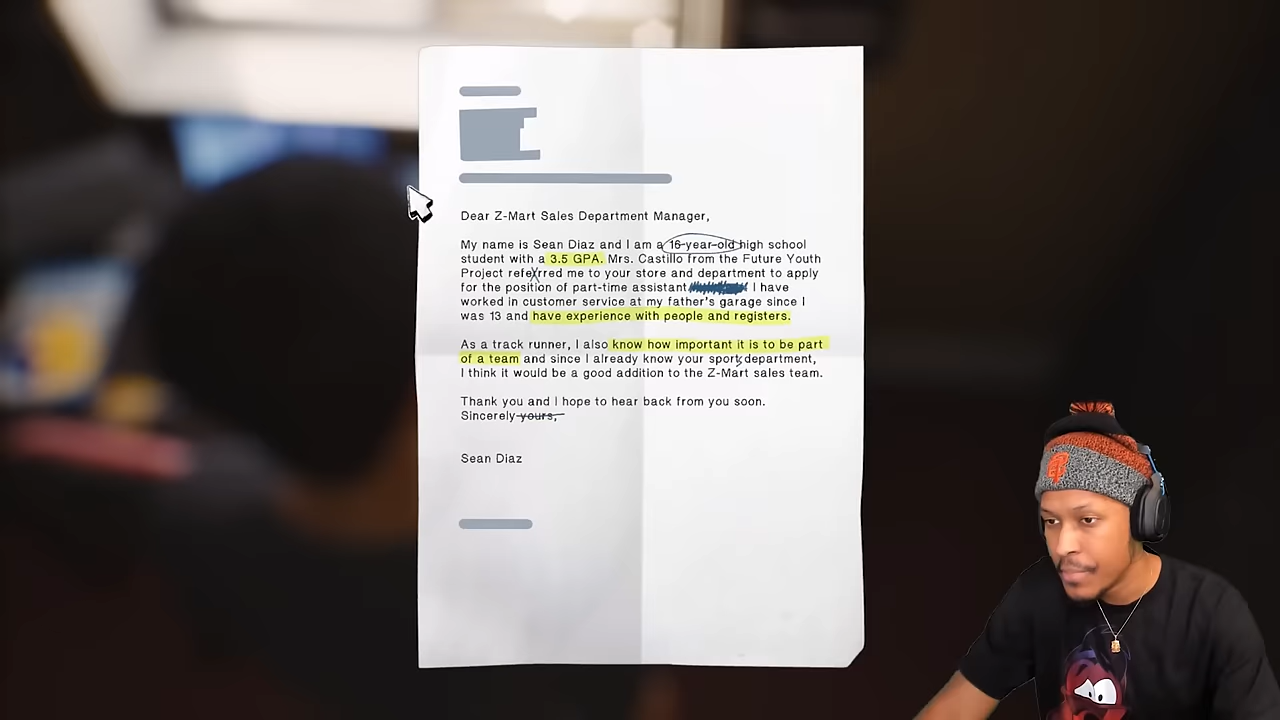 Dear Z-Mart Sales Department Manager,
My name is Sean Diaz and I am a 16-year-old high school
student with a 3.5 GPA. Mrs. Castillo from the Future Youth
Project referrred me to your store and department to apply
for the position of part-time assistant I have
worked in customer service at my father's garage since I
was 13 and have experience with people and registers.
As a track runner, I also know how important it is to be part
of a team and since I already know your sport department,
I think it would be a good addition to the Z-Mart sales team.
Thank you and I hope to hear back from you soon.
Sincerely yours,
Sean Diaz